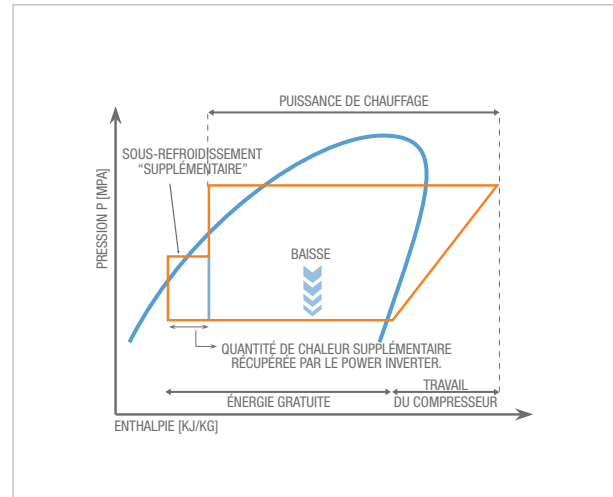 PUISSANCE DE CHAUFFAGE
SOUS-REFROIDISSEMENT
“SUPPLÉMENTAIRE”
PRESSION P [MPA]
BAISSE
QUANTITÉ DE CHALEUR SUPPLÉMENTAIRE
RÉCUPÉRÉE PAR LE POWER INVERTER.
ÉNERGIE GRATUITE
TRAVAIL
DU COMPRESSEUR
ENTHALPIE [KJ/KG]